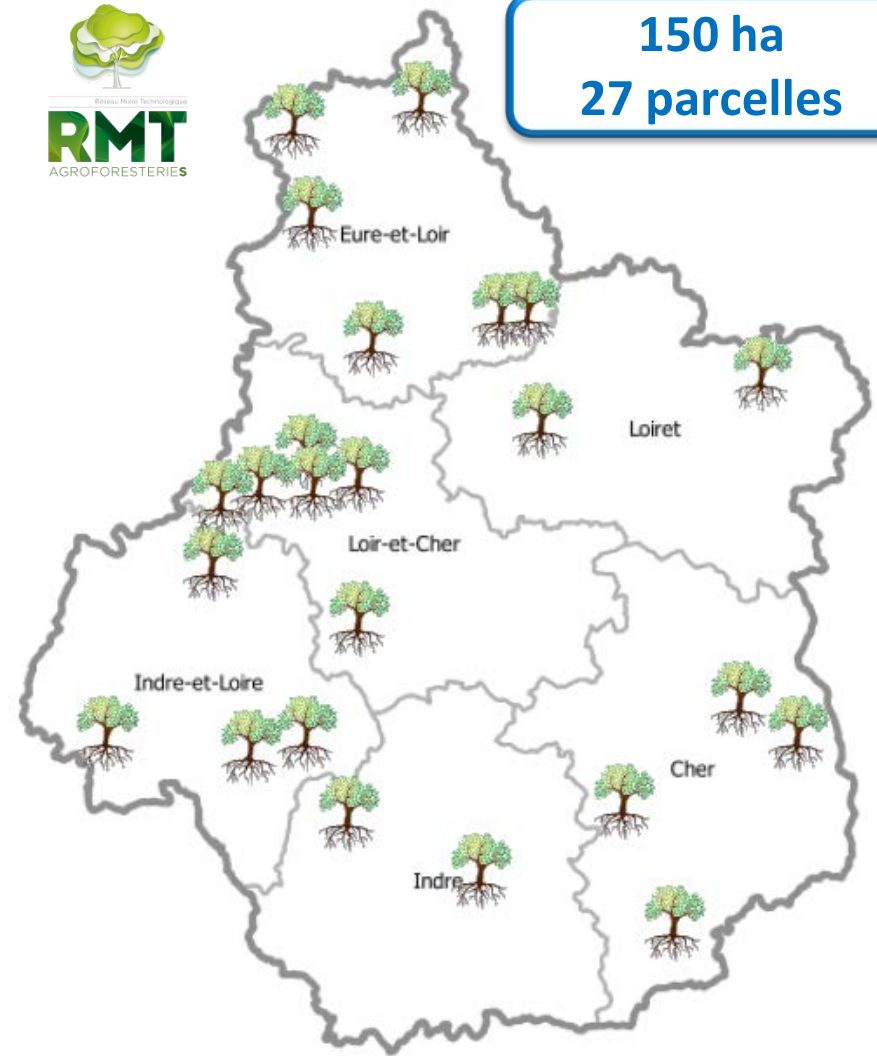 Réseau Mixte Technologique
RMT
AGROFORESTERIES
150 ha
27 parcelles
Eure-et-Loir
Loiret
Loir-et-Cher
Indre-et-Loire
Cher
Indre